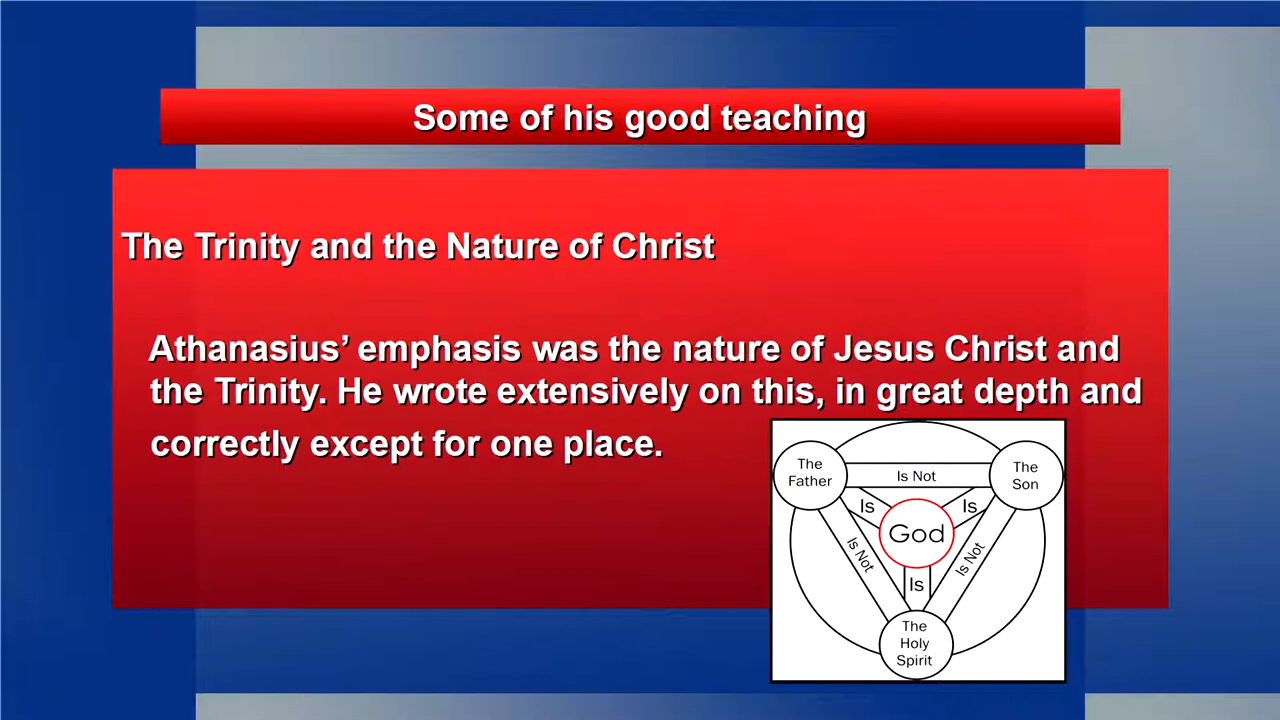 Some of his good teaching
The Trinity and the Nature of Christ
Athanasius’ emphasis was the nature of Jesus Christ and
the Trinity. He wrote extensively on this, in great depth and
correctly except for one place.
The
Father
Is Not
The
Son
Is
Is
God
Is Not
Is Not
Is
The
Holy
Spirit